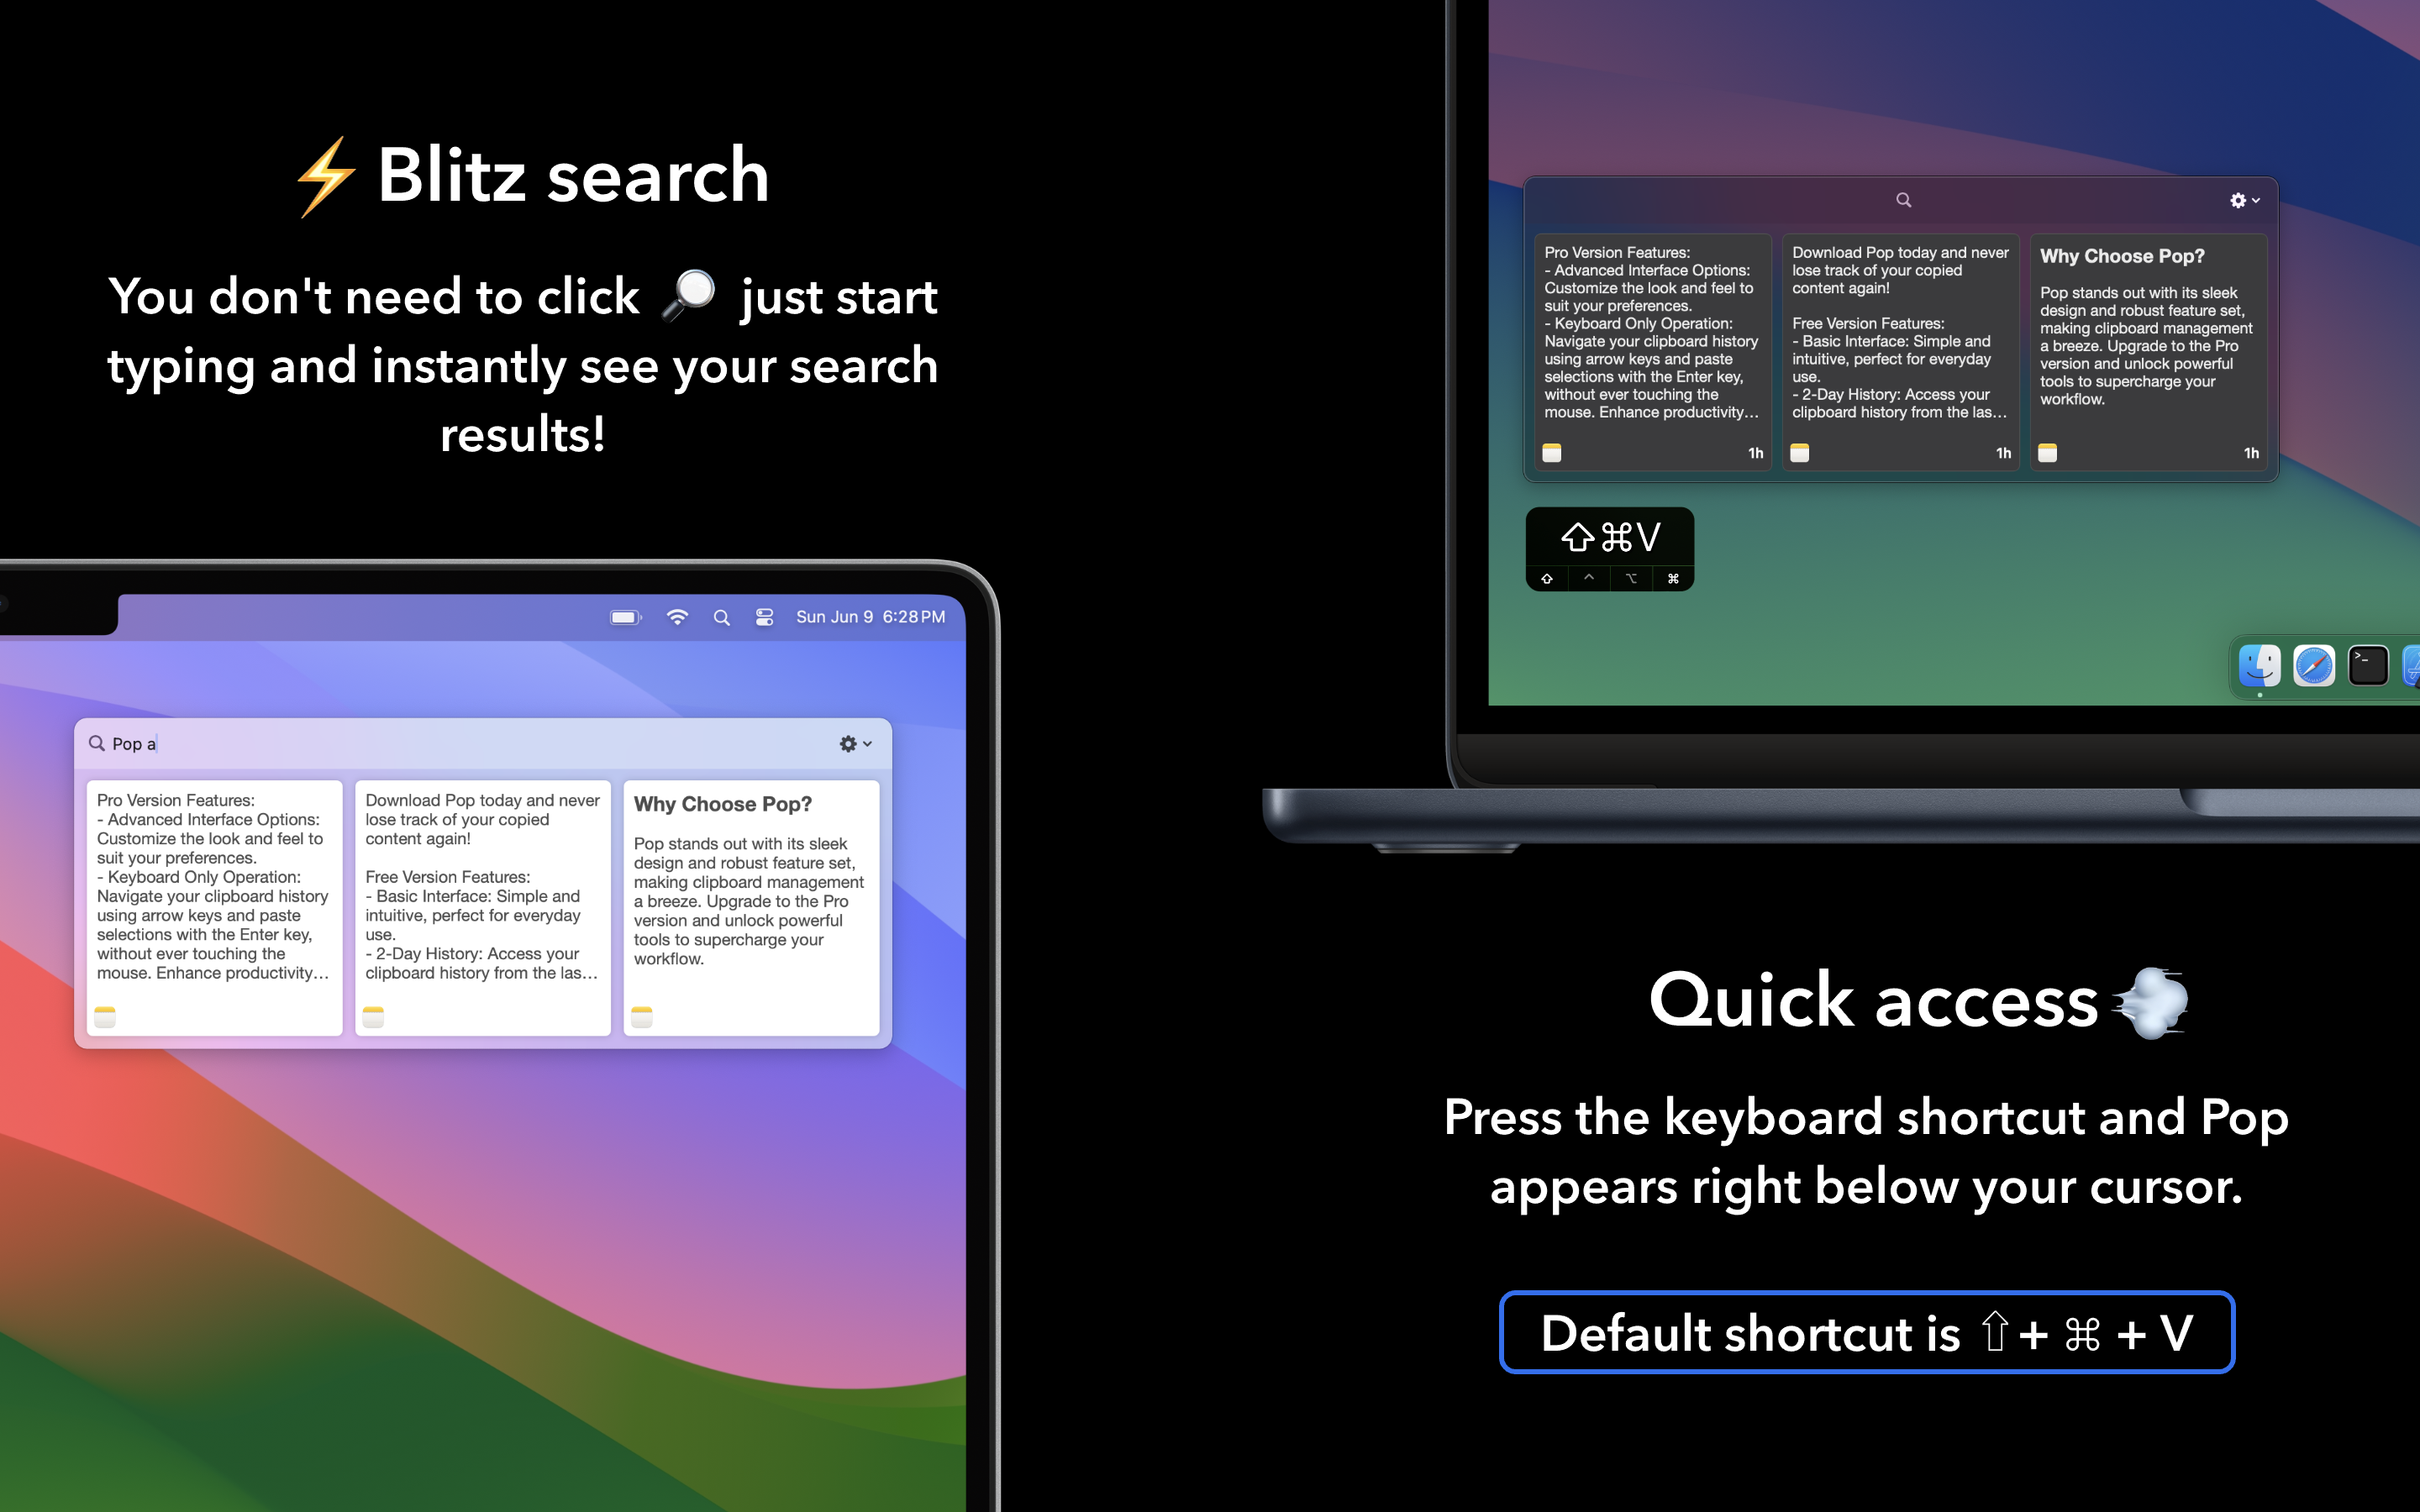 ⚡ Blitz search
You don't need to click 🔎 just start
typing and instantly see your search
results!
Sun Jun 9 6:28 PM
Pop a
Pro Version Features:
- Advanced Interface Options:
Customize the look and feel to
suit your preferences.
- Keyboard Only Operation:
Navigate your clipboard history
using arrow keys and paste
selections with the Enter key,
without ever touching the
mouse. Enhance productivity...
Download Pop today and never
lose track of your copied
content again!
Free Version Features:
- Basic Interface: Simple and
intuitive, perfect for everyday
use.
- 2-Day History: Access your
clipboard history from the las...
Why Choose Pop?
Pop stands out with its sleek
design and robust feature set,
making clipboard management
a breeze. Upgrade to the Pro
version and unlock powerful
tools to supercharge your
workflow.
Pro Version Features:
- Advanced Interface Options:
Customize the look and feel to
suit your preferences.
- Keyboard Only Operation:
Navigate your clipboard history
using arrow keys and paste
selections with the Enter key,
without ever touching the
mouse. Enhance productivity...
1h
Download Pop today and never
lose track of your copied
content again!
Free Version Features:
- Basic Interface: Simple and
intuitive, perfect for everyday
use.
- 2-Day History: Access your
clipboard history from the las...
1h
Why Choose Pop?
Pop stands out with its sleek
design and robust feature set,
making clipboard management
a breeze. Upgrade to the Pro
version and unlock powerful
tools to supercharge your
workflow.
1h
⇧⌘V
⇧ ⌃ ⌥ ⌘
>_
Quick access 💨
Press the keyboard shortcut and Pop
appears right below your cursor.
Default shortcut is ⇧ + ⌘ + V